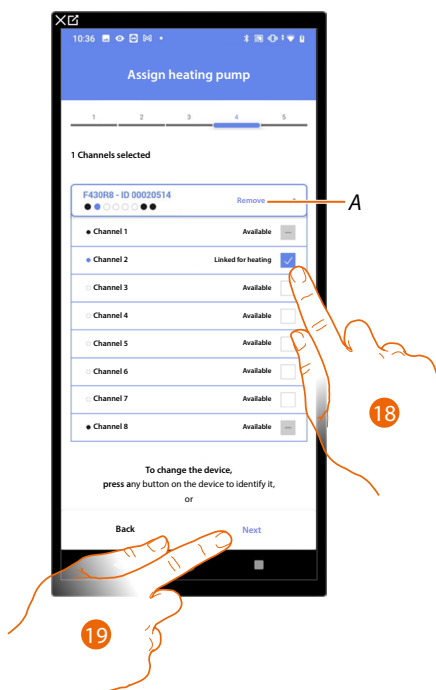 10:36
Assign heating pump
1 2 3 4 5
1 Channels selected
F430R8 - ID 00020514
Remove
A
Channel 1 Available
Channel 2 Linked for heating
Channel 3 Available
Channel 4 Available
Channel 5 Available
Channel 6 Available
Channel 7 Available
Channel 8 Available
18
To change the device,
press any button on the device to identify it,
or
Back Next
19